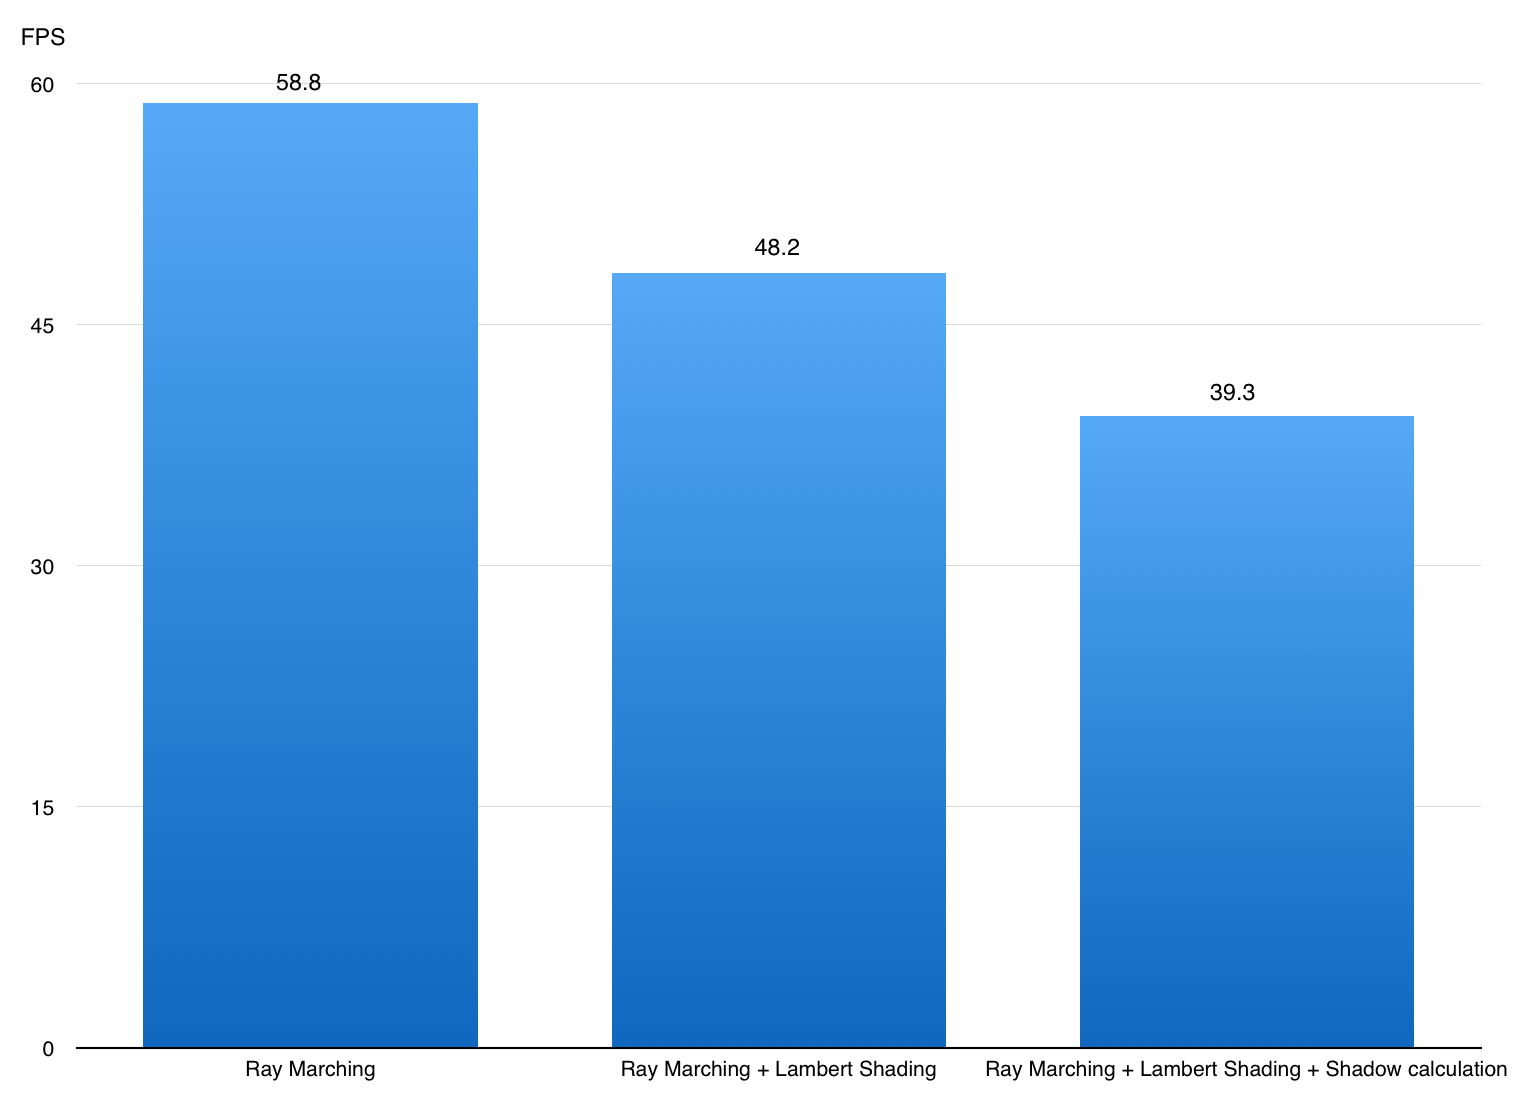 FPS
60
58.8
48.2
45
39.3
30
15
0
Ray Marching
Ray Marching + Lambert Shading
Ray Marching + Lambert Shading + Shadow calculation